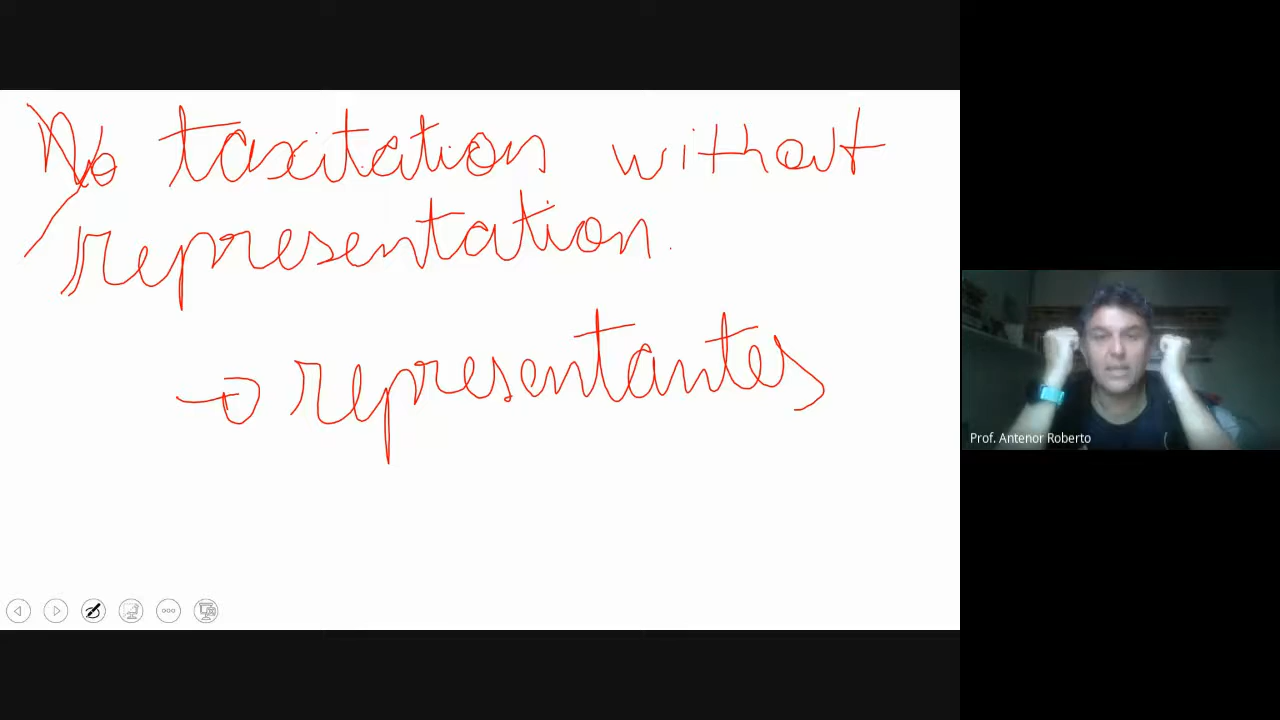 No taxitation without
representation.
→ representantes
Prof. Antenor Roberto